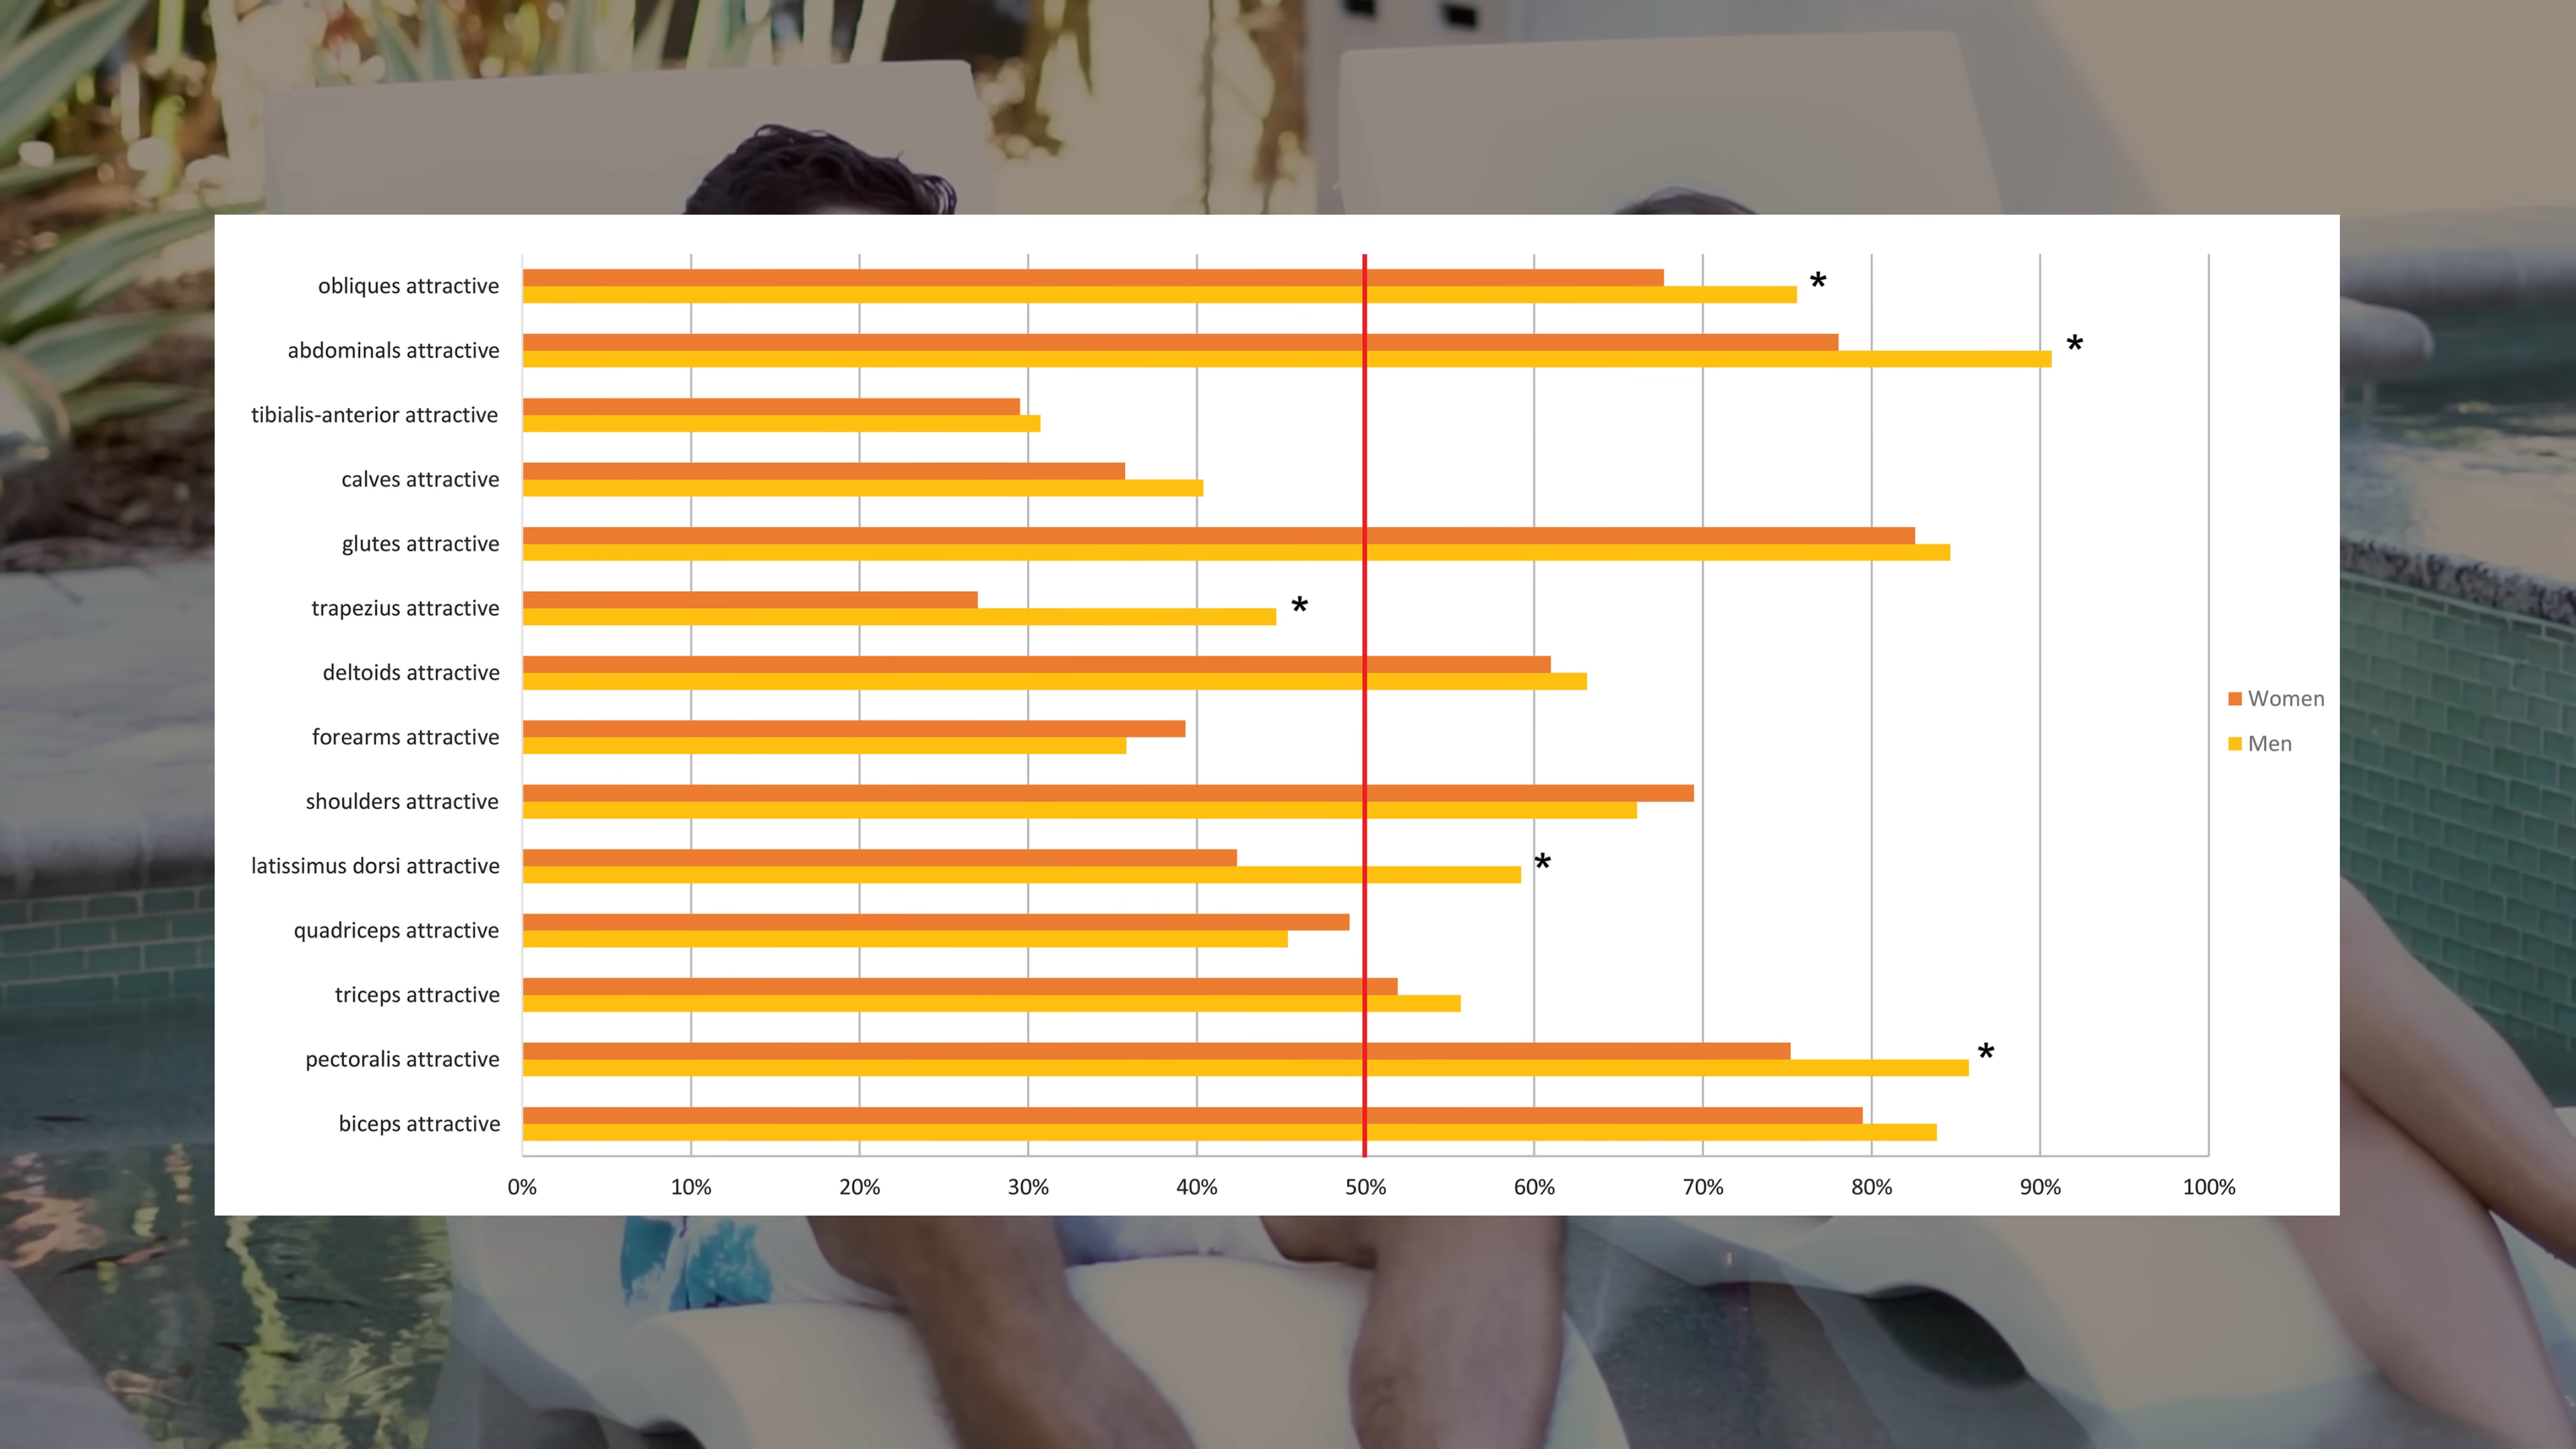 obliques attractive
*
abdominals attractive
*
tibialis-anterior attractive
calves attractive
glutes attractive
trapezius attractive
*
deltoids attractive
Women
forearms attractive
Men
shoulders attractive
latissimus dorsi attractive
*
quadriceps attractive
triceps attractive
pectoralis attractive
*
biceps attractive
0% 10% 20% 30% 40% 50% 60% 70% 80% 90% 100%